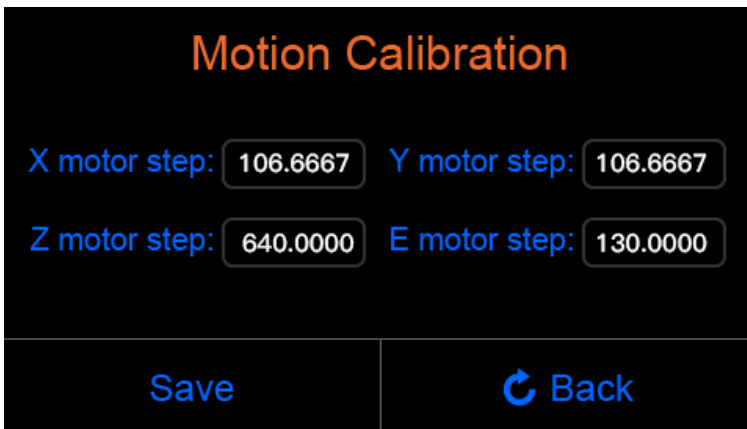 Motion Calibration
X motor step: 106.6667 Y motor step: 106.6667
Z motor step: 640.0000 E motor step: 130.0000
Save Back